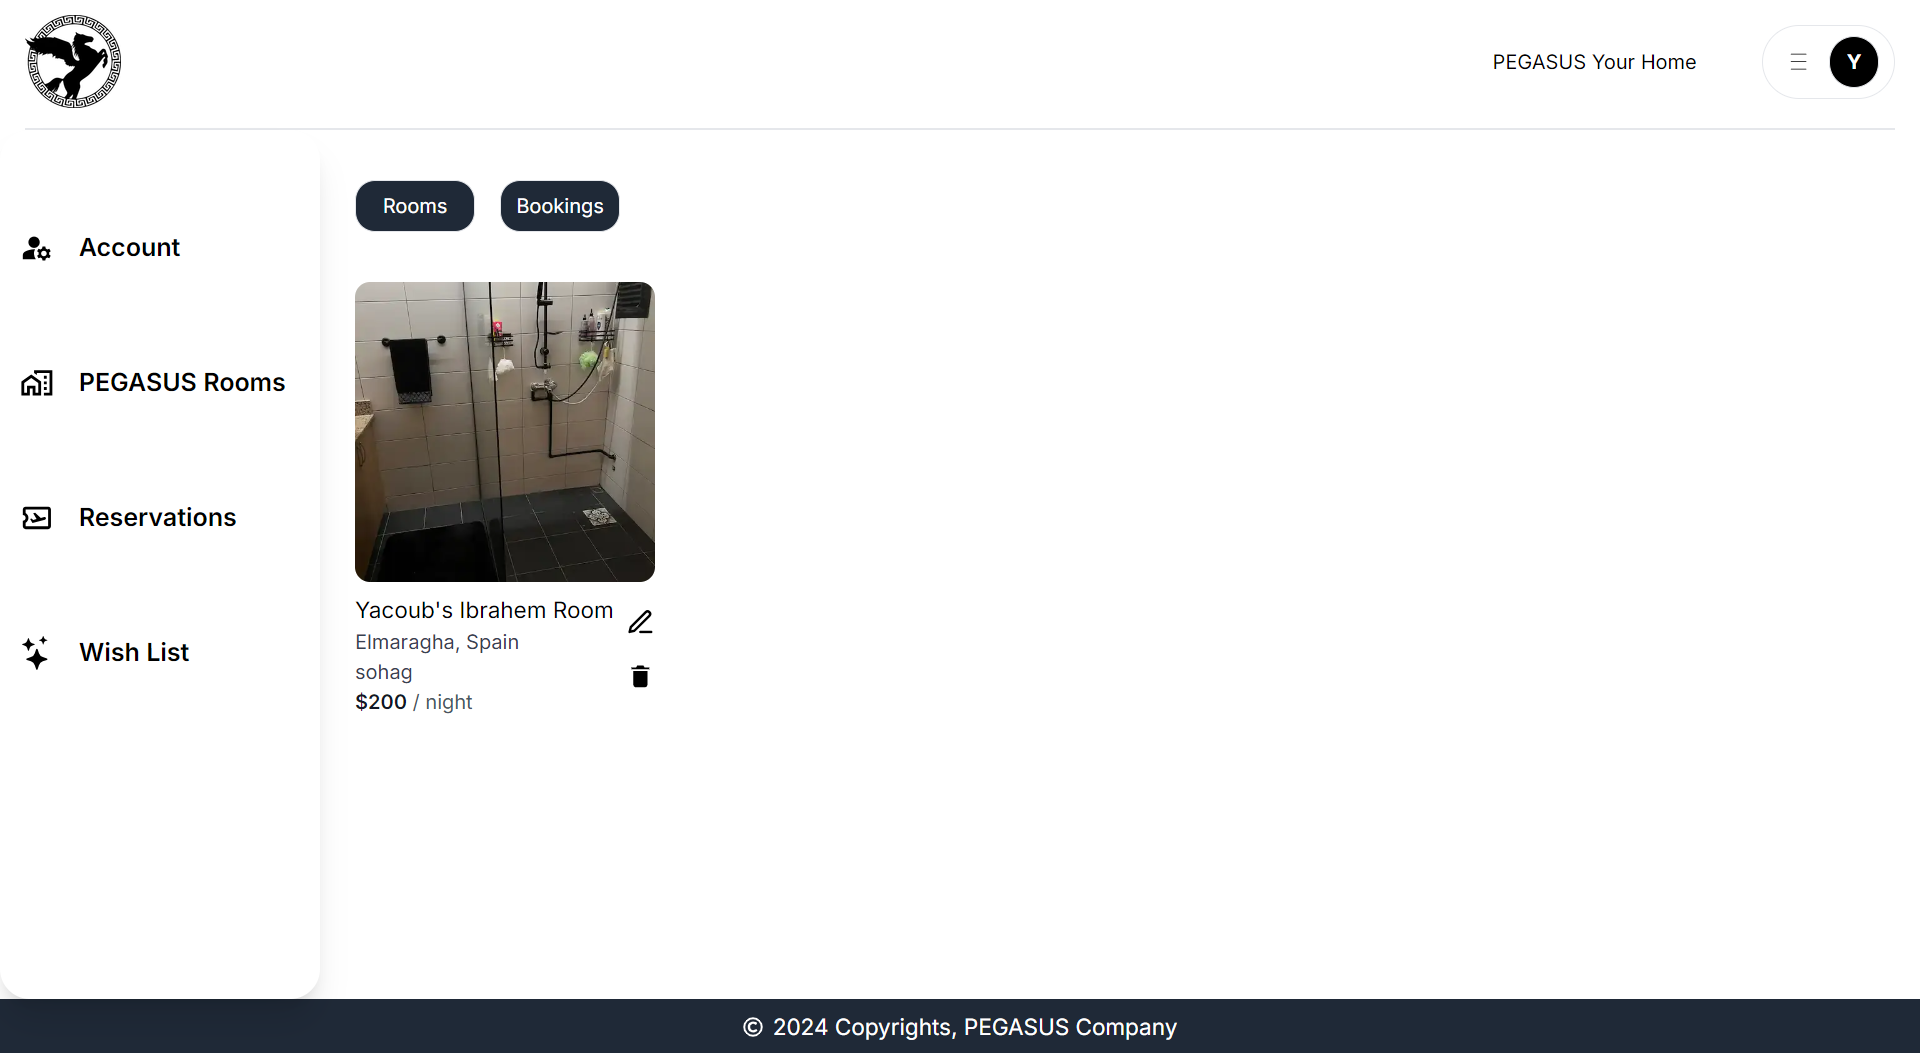 PEGASUS Your Home
Y
Account
PEGASUS Rooms
Reservations
Wish List
Rooms
Bookings
Yacoub's Ibrahem Room
Elmaragha, Spain
sohag
$200 / night
© 2024 Copyrights, PEGASUS Company